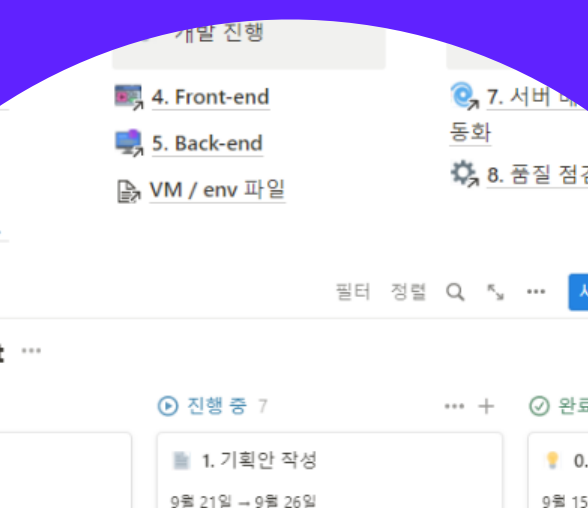 개발 진행
4. Front-end
5. Back-end
VM / env 파일
7. 서버
동화
8. 품질 점검
필터 정렬
진행 중 7
완료
1. 기획안 작성
0.
9월 21일 → 9월 26일
9월 15